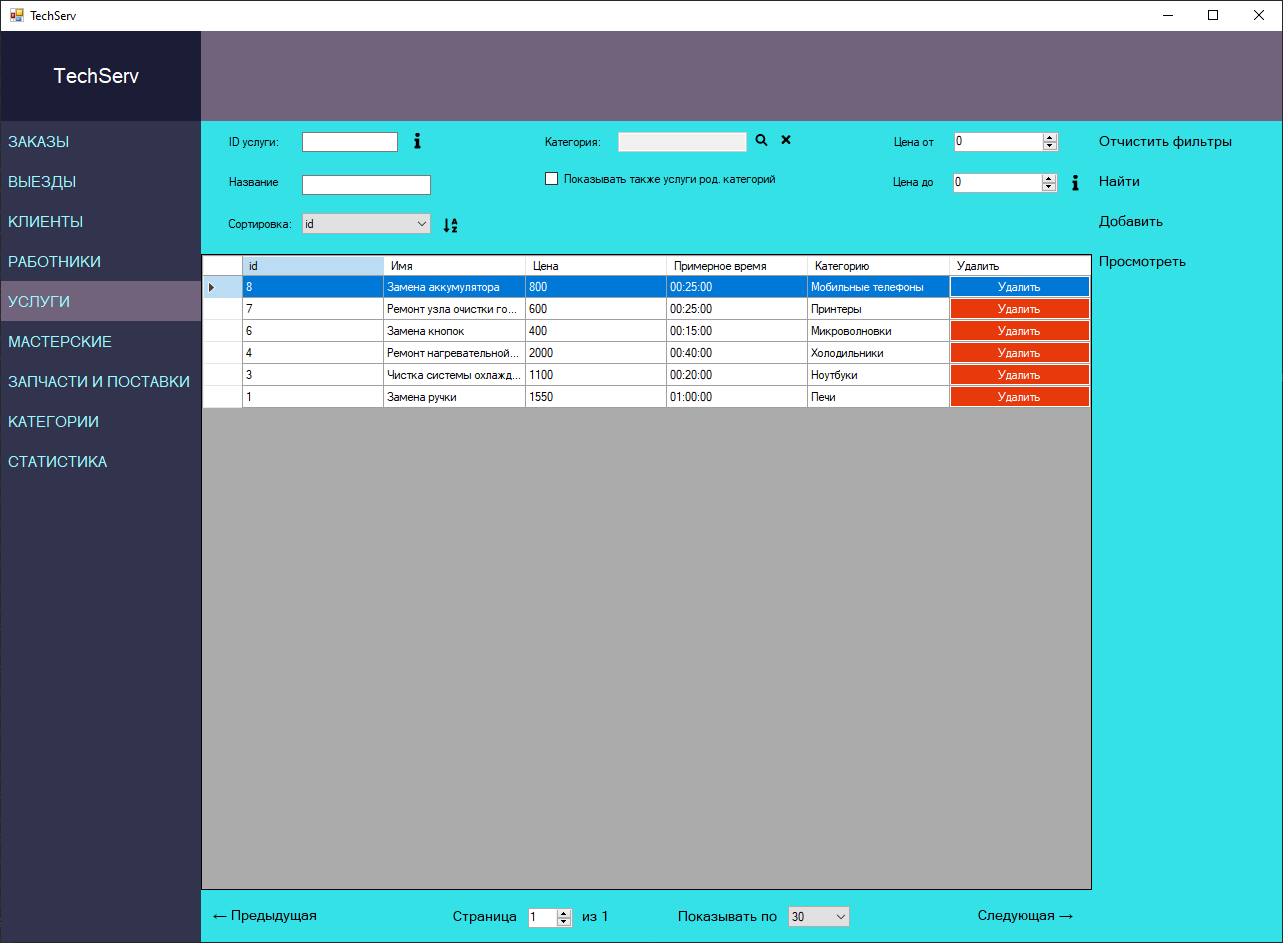 TechServ
TechServ
ЗАКАЗЫ
ВЫЕЗДЫ
КЛИЕНТЫ
РАБОТНИКИ
УСЛУГИ
МАСТЕРСКИЕ
ЗАПЧАСТИ И ПОСТАВКИ
КАТЕГОРИИ
СТАТИСТИКА
ID услуги: Категория: Цена от 0
Название Показывать также услуги род. категорий Цена до 0
Сортировка: id
Отчистить фильтры
Найти
Добавить
Просмотреть
id Имя Цена Примерное время Категорию Удалить
8 Замена аккумулятора 800 00:25:00 Мобильные телефоны Удалить
7 Ремонт узла очистки го... 600 00:25:00 Принтеры Удалить
6 Замена кнопок 400 00:15:00 Микроволновки Удалить
4 Ремонт нагревательной... 2000 00:40:00 Холодильники Удалить
3 Чистка системы охлажд... 1100 00:20:00 Ноутбуки Удалить
1 Замена ручки 1550 01:00:00 Печи Удалить
← Предыдущая Страница 1 из 1 Показывать по 30 Следующая →